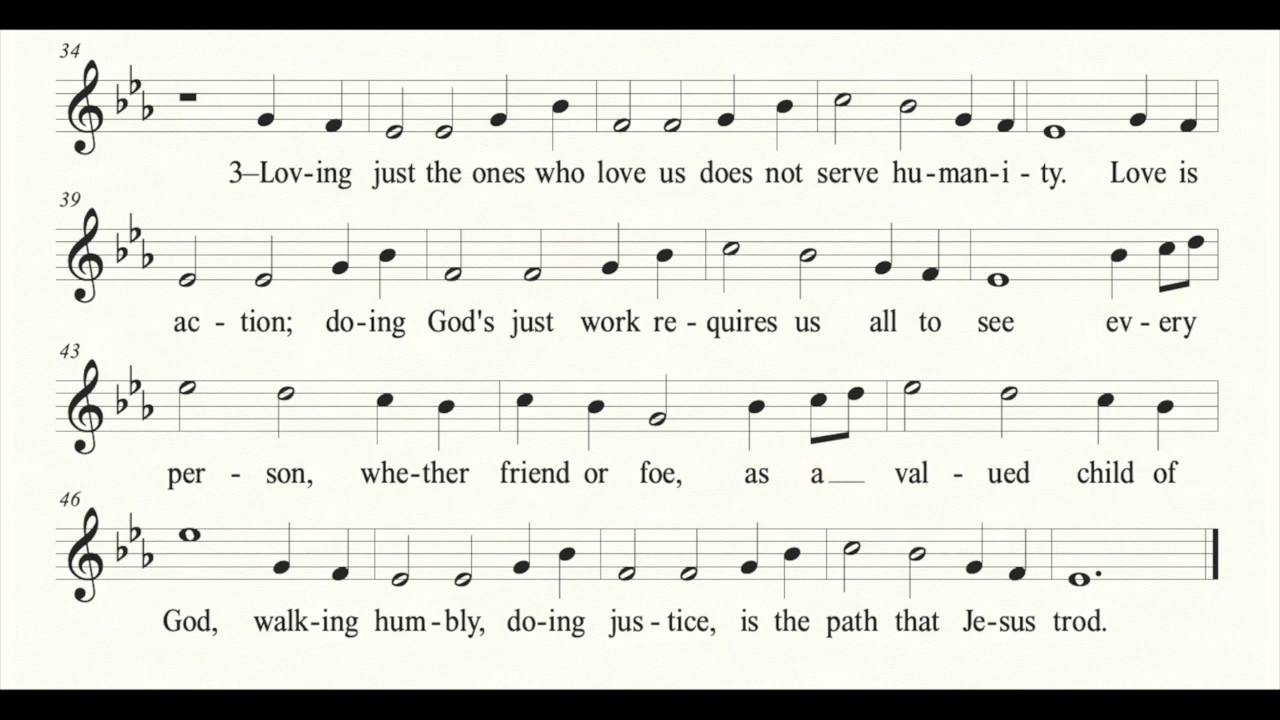 34
3–Lov-ing just the ones who love us does not serve hu-man-i - ty. Love is
39
ac - tion; do-ing God's just work re - quires us all to see ev - ery
43
per - son, whe-ther friend or foe, as a__ val - ued child of
46
God, walk-ing hum-bly, do-ing jus - tice, is the path that Je-sus trod.